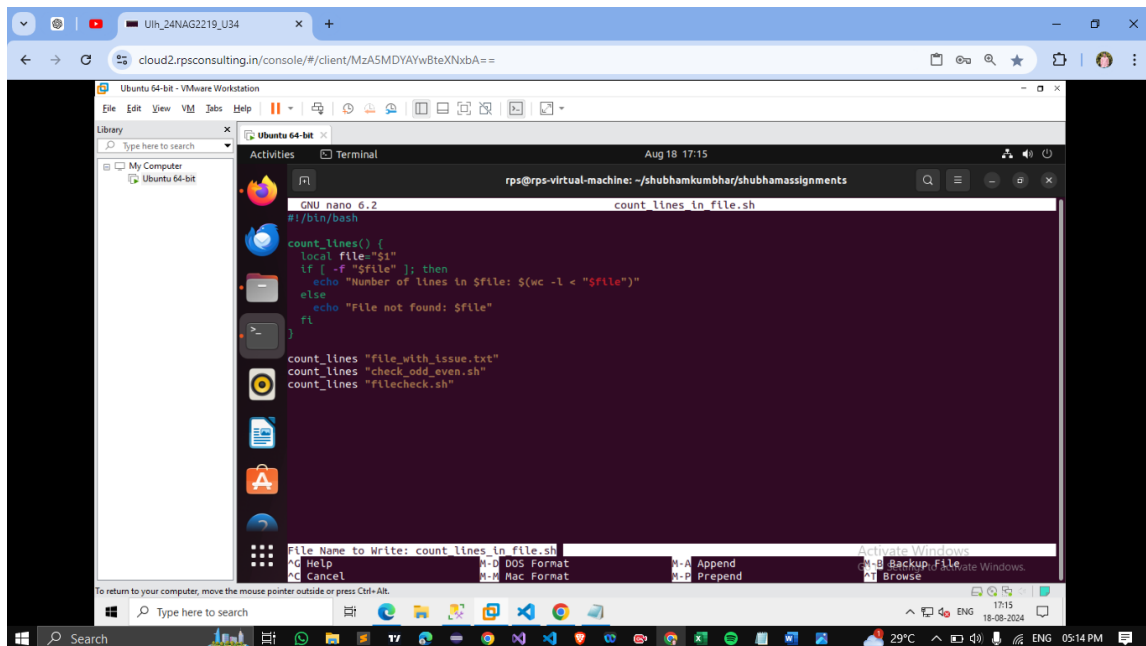 UIh_24NAG2219_U34
cloud2.rpsconsulting.in/console/#/client/MzA5MDYAYwBteXNxbA==
Ubuntu 64-bit - VMware Workstation
File Edit View VM Tabs Help
Library
Type here to search
My Computer
Ubuntu 64-bit
Ubuntu 64-bit
Activities Terminal Aug 18 17:15
rps@rps-virtual-machine: ~/shubhamkumbhar/shubhamassignments
GNU nano 6.2 count_lines_in_file.sh
#!/bin/bash
count_lines() {
local file="$1"
if [ -f "$file" ]; then
echo "Number of lines in $file: $(wc -l < "$file")"
else
echo "File not found: $file"
fi
}
count_lines "file_with_issue.txt"
count_lines "check_odd_even.sh"
count_lines "filecheck.sh"
File Name to Write: count_lines_in_file.sh
^G Help M-D DOS Format M-A Append M-B Backup File
^C Cancel M-M Mac Format M-P Prepend ^T Browse
Activate Windows
To return to your computer, move the mouse pointer outside or press Ctrl+Alt.
Type here to search
ENG 17:15
18-08-2024
Search
29°C ENG 05:14 PM